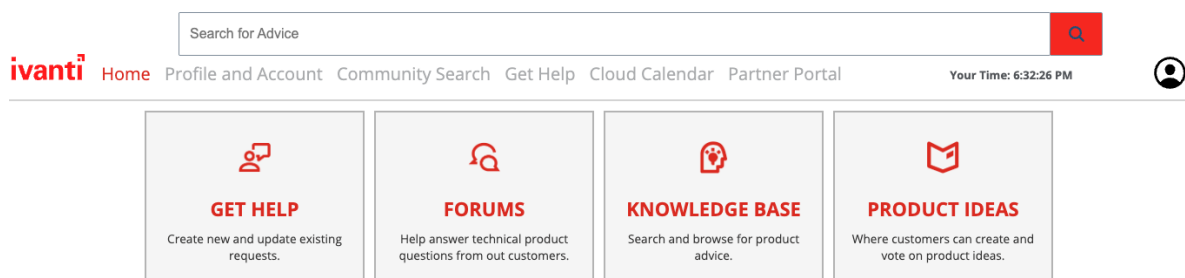 Search for Advice
ivanti
Home Profile and Account Community Search Get Help Cloud Calendar Partner Portal
Your Time: 6:32:26 PM
GET HELP
Create new and update existing
requests.
FORUMS
Help answer technical product
questions from out customers.
KNOWLEDGE BASE
Search and browse for product
advice.
PRODUCT IDEAS
Where customers can create and
vote on product ideas.